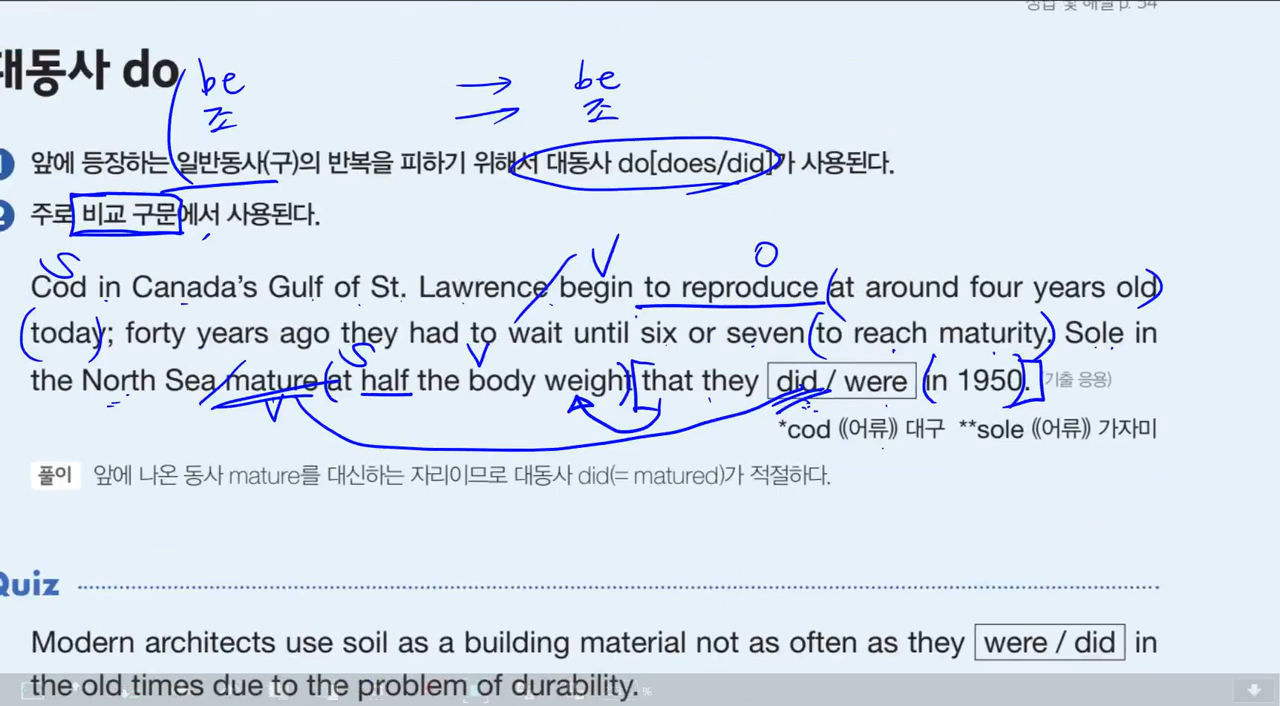 정답 및 해설 p. 54
대동사 do
be → be
조 → 조
1 앞에 등장하는 일반동사(구)의 반복을 피하기 위해서 대동사 do[does/did]가 사용된다.
2 주로 비교 구문에서 사용된다.
S V O
Cod in Canada's Gulf of St. Lawrence begin to reproduce (at around four years old)
(today); forty years ago they had to wait until six or seven (to reach maturity.) Sole in
S V
the North Sea mature (at half the body weight) [that they did / were (in 1950).] (기출 응용)
V
*cod 《어류》 대구 **sole 《어류》 가자미
풀이 앞에 나온 동사 mature를 대신하는 자리이므로 대동사 did(= matured)가 적절하다.
Quiz
Modern architects use soil as a building material not as often as they were / did in
the old times due to the problem of durability.
%